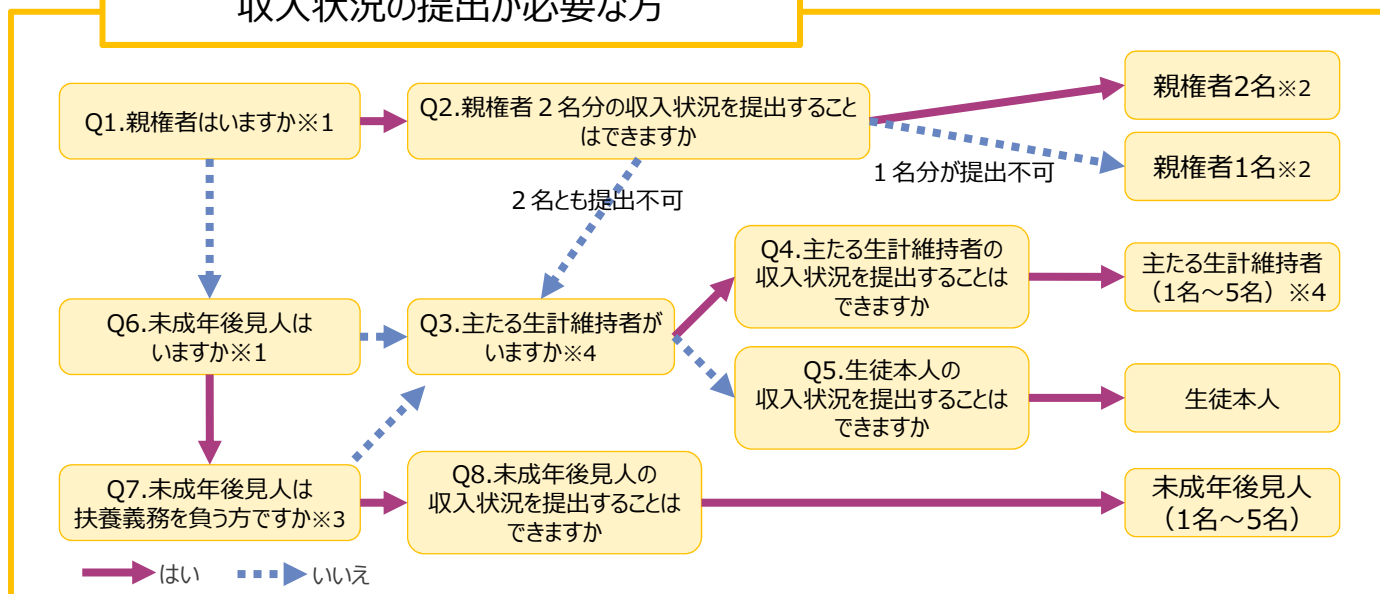 収入状況の提出が必要な方
Q1.親権者はいますか※1
Q2.親権者２名分の収入状況を提出すること
はできますか
親権者2名※2
親権者1名※2
１名分が提出不可
２名とも提出不可
Q6.未成年後見人は
いますか※1
Q3.主たる生計維持者が
いますか※4
Q4.主たる生計維持者の
収入状況を提出することは
できますか
主たる生計維持者
（1名～5名）※4
Q5.生徒本人の
収入状況を提出することは
できますか
生徒本人
Q7.未成年後見人は
扶養義務を負う方ですか※3
Q8.未成年後見人の
収入状況を提出することは
できますか
未成年後見人
（1名～5名）
はい
いいえ